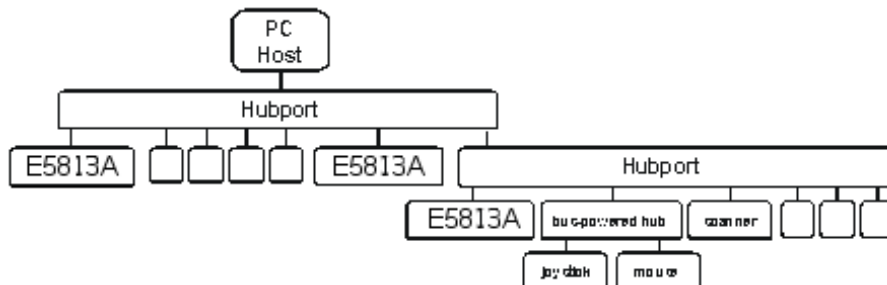 PC
Host
Hubport
E5813A
E5813A
Hubport
E5813A
bus-powered hub
scanner
joystick
mouse